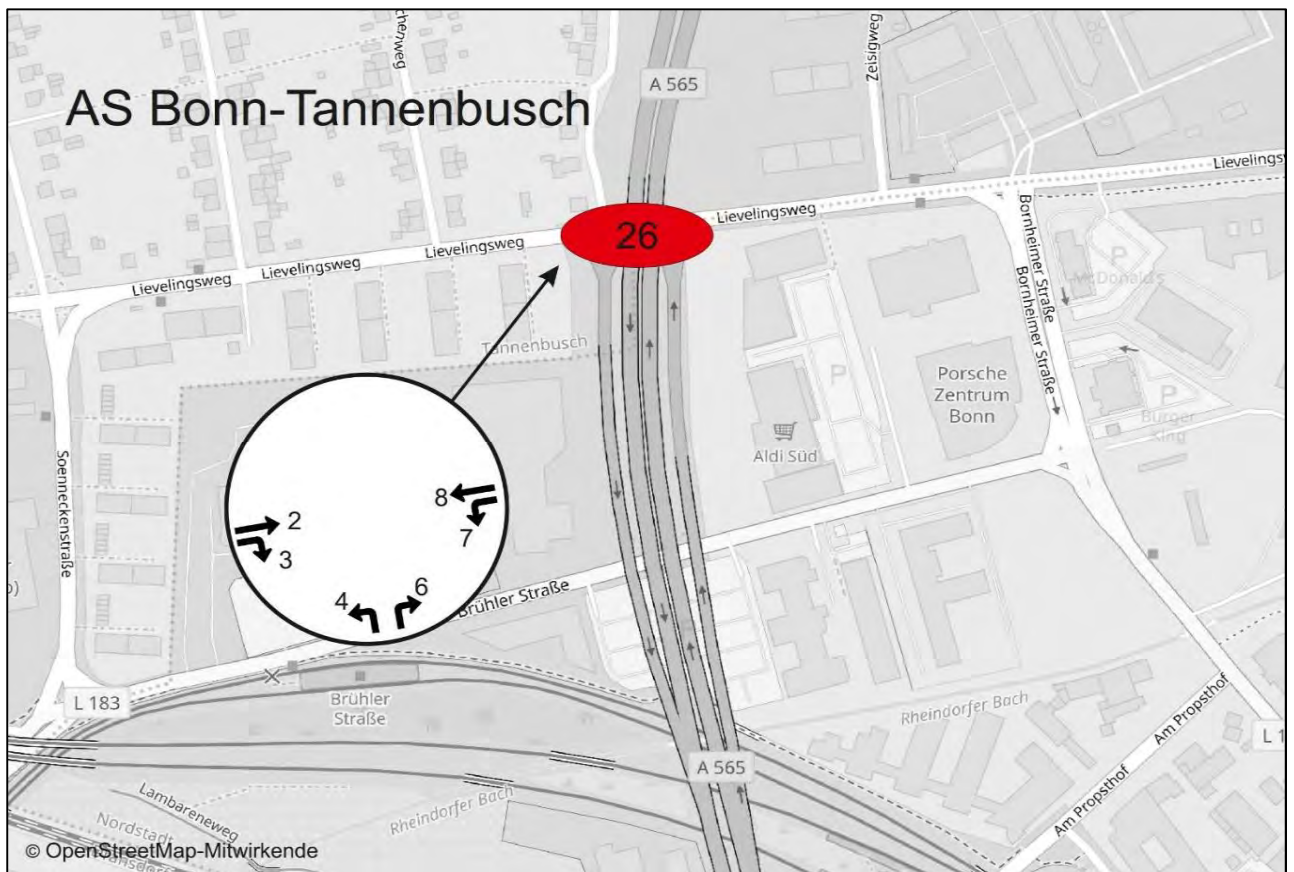 AS Bonn-Tannenbusch
A 565
Zeisigweg
Lievelingsweg
Lievelingsweg
Lievelingsweg
Lievelingsweg
26
Bornheimer Straße
Bornheimer Straße
P
McDonald's
Tannenbusch
P
Porsche
Zentrum
Bonn
P
Burger
King
Aldi Süd
Soenneckenstraße
8
7
2
3
4
6
Brühler Straße
L 183
Brühler
Straße
Rheindorfer Bach
Am Propsthof
Am Propsthof
A 565
Lambareneweg
Rheindorfer Bach
Nordstadt
© OpenStreetMap-Mitwirkende